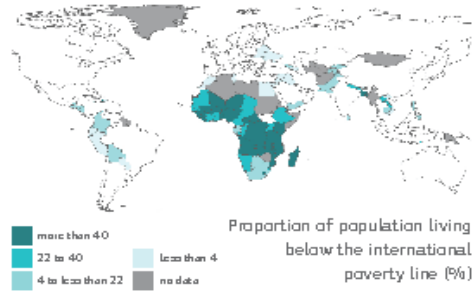 more than 40
22 to 40
4 to less than 22
less than 4
no data
Proportion of population living
below the international
poverty line (%)